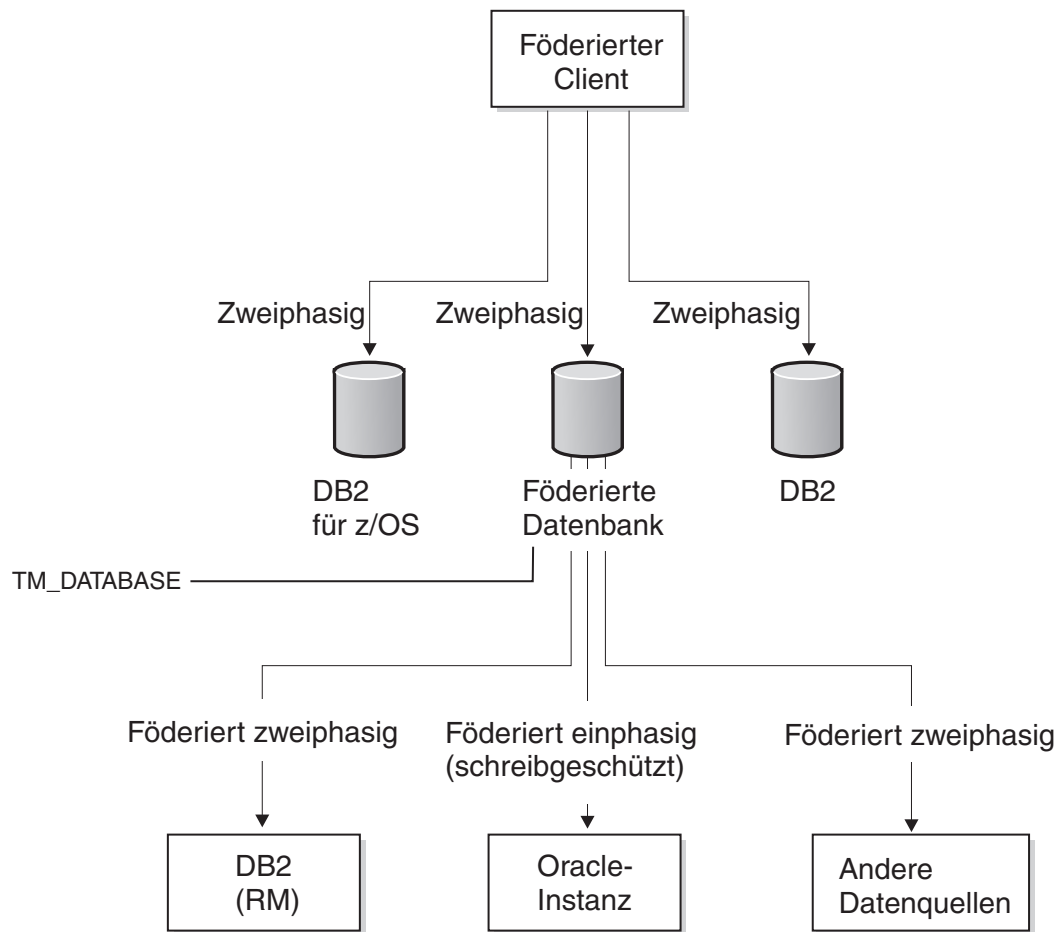 Föderierter
Client
Zweiphasig
Zweiphasig
Zweiphasig
DB2
für z/OS
Föderierte
Datenbank
DB2
TM_DATABASE
Föderiert zweiphasig
Föderiert einphasig
(schreibgeschützt)
Föderiert zweiphasig
DB2
(RM)
Oracle-
Instanz
Andere
Datenquellen